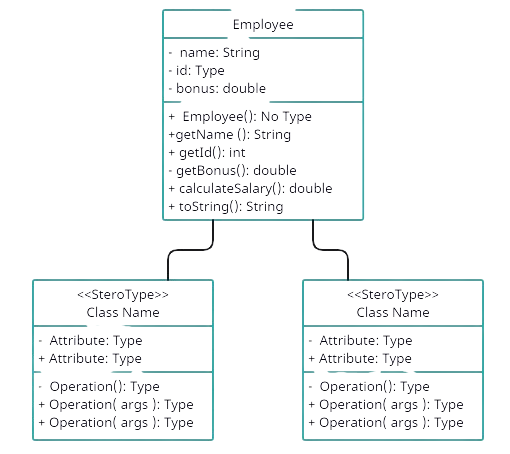 Employee
- name: String
- id: Type
- bonus: double
+ Employee(): No Type
+getName (): String
+ getId(): int
- getBonus(): double
+ calculateSalary(): double
+ toString(): String
<<SteroType>>
Class Name
- Attribute: Type
+ Attribute: Type
- Operation(): Type
+ Operation( args ): Type
+ Operation( args ): Type
<<SteroType>>
Class Name
- Attribute: Type
+ Attribute: Type
- Operation(): Type
+ Operation( args ): Type
+ Operation( args ): Type